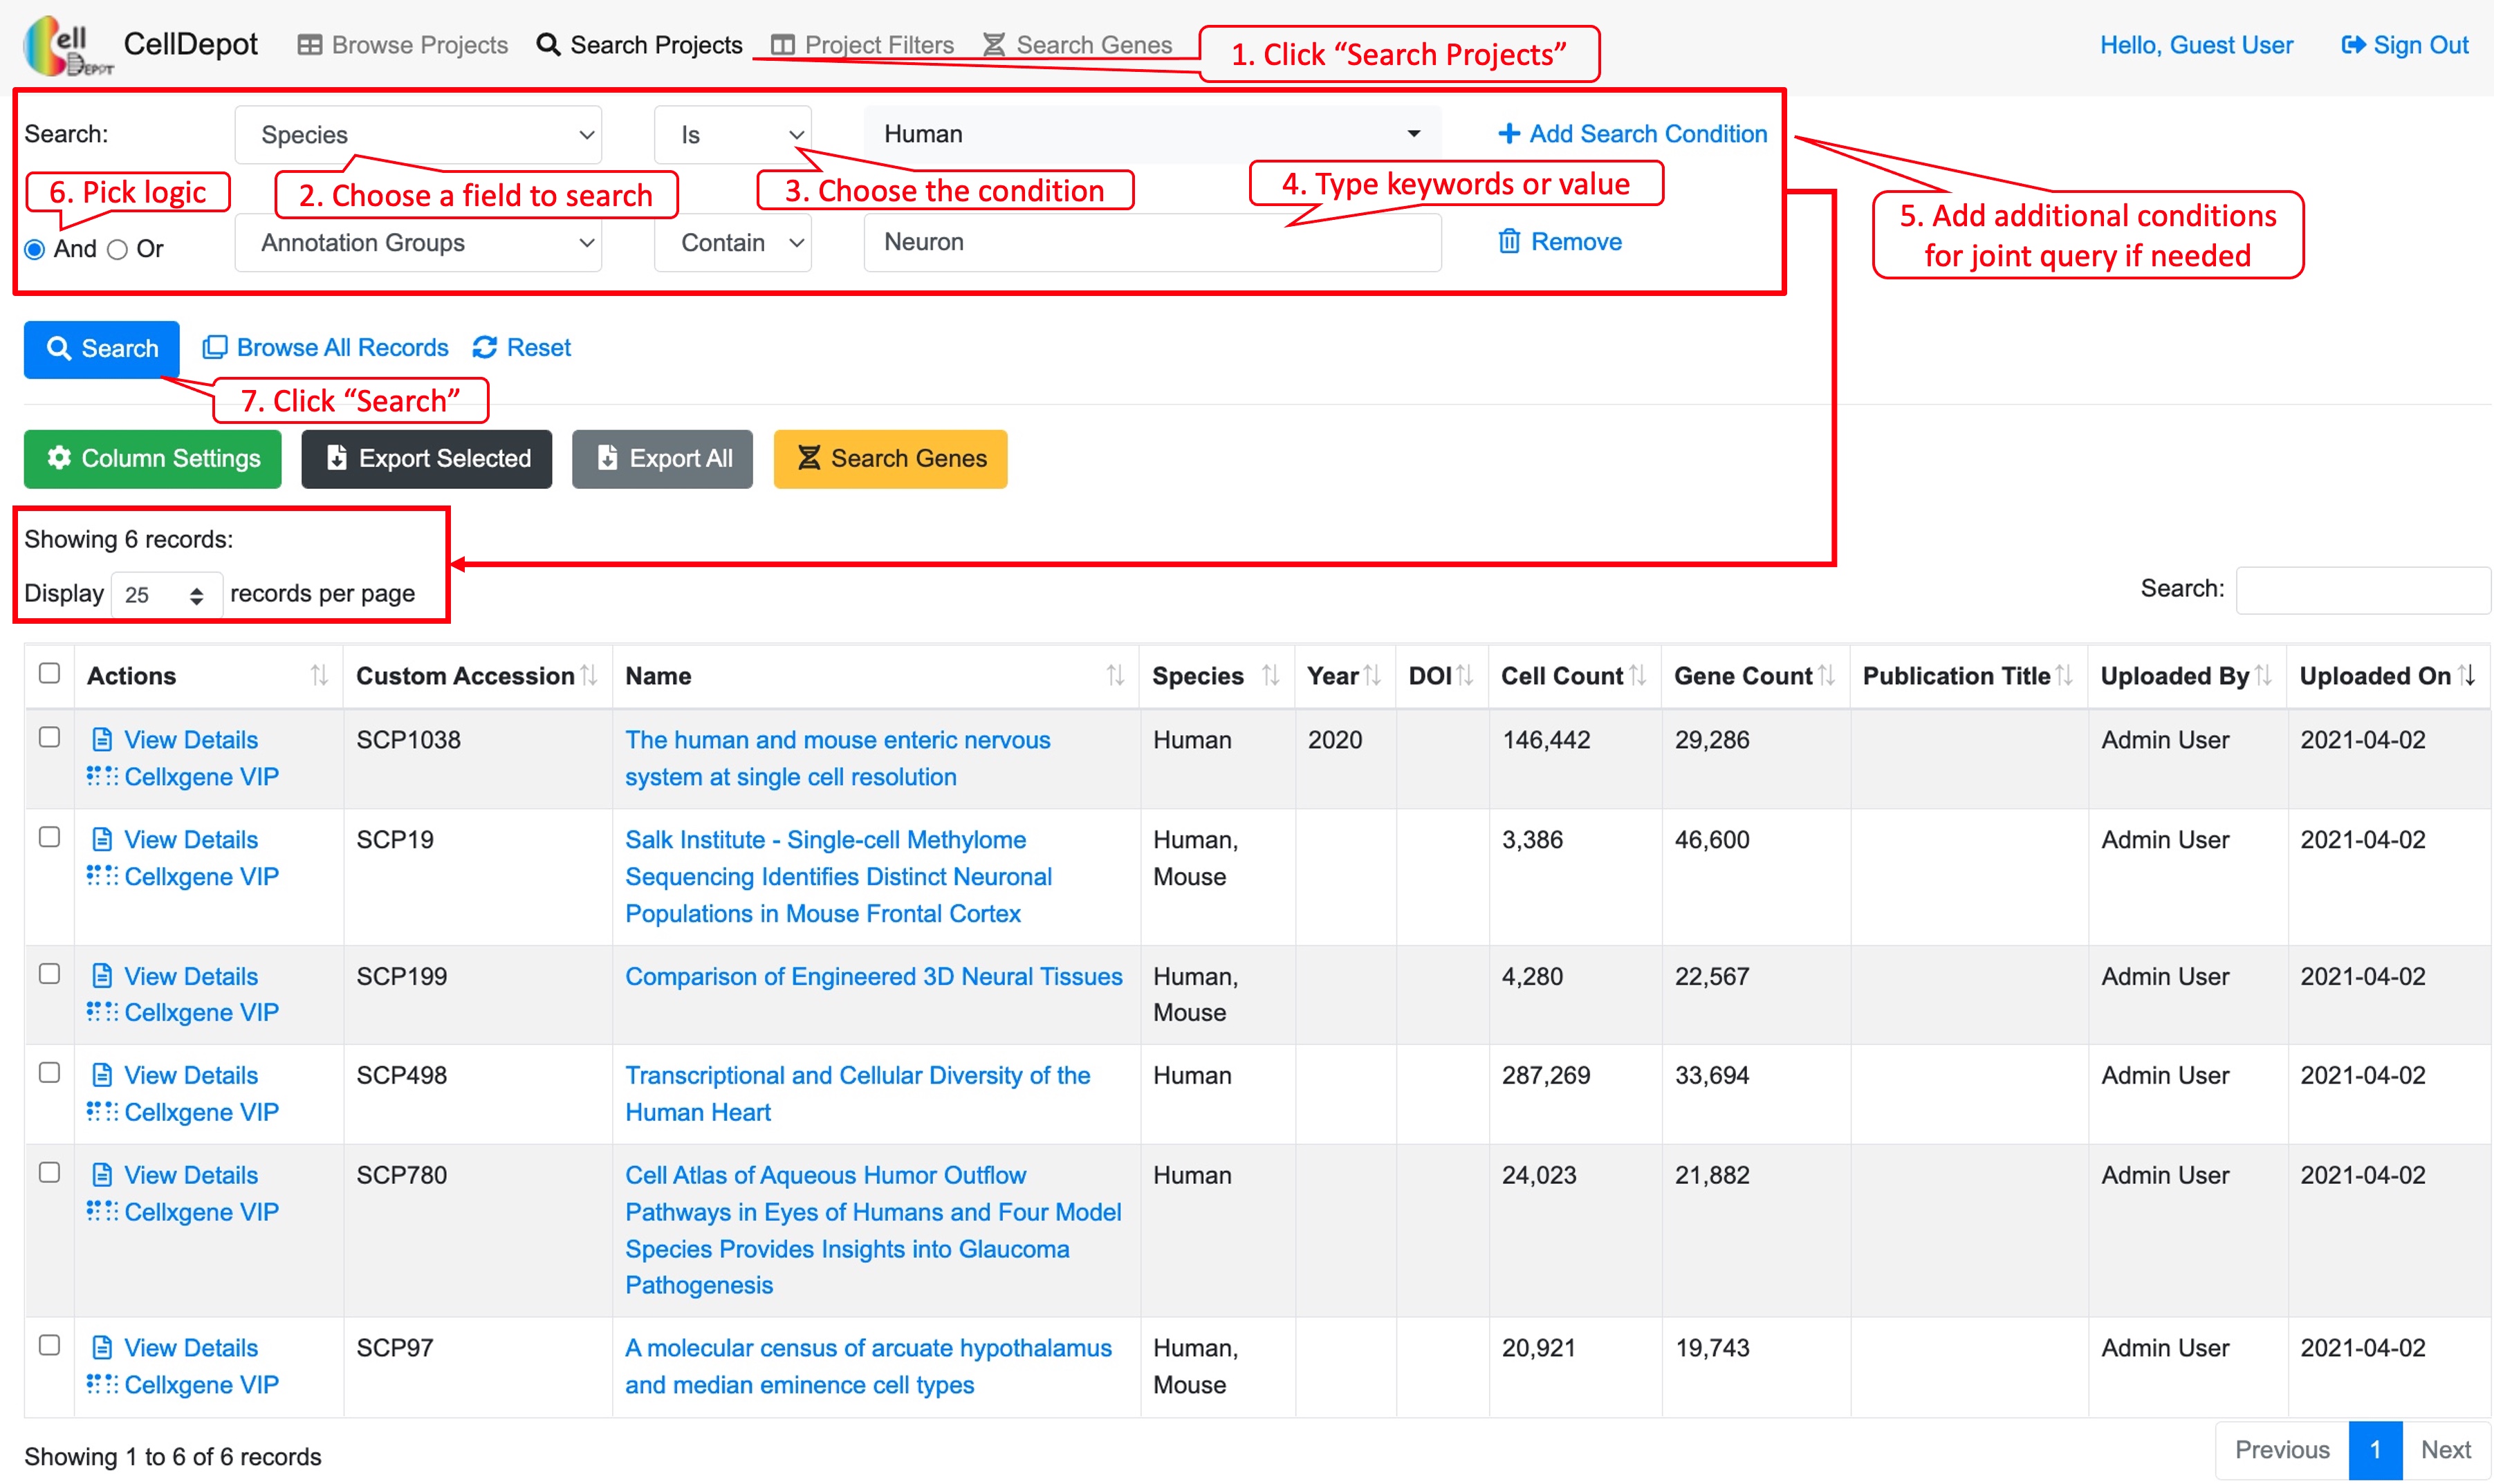 Cell Depot CellDepot Browse Projects Search Projects Project Filters Search Genes 1. Click “Search Projects” Hello, Guest User Sign Out
Search: Species Is Human Add Search Condition
6. Pick logic 2. Choose a field to search 3. Choose the condition 4. Type keywords or value
5. Add additional conditions
for joint query if needed
And Or Annotation Groups Contain Neuron Remove
Search Browse All Records Reset
7. Click “Search”
Column Settings Export Selected Export All Search Genes
Showing 6 records:
Display 25 records per page Search:
Actions Custom Accession Name Species Year DOI Cell Count Gene Count Publication Title Uploaded By Uploaded On
View Details SCP1038 The human and mouse enteric nervous Human 2020 146,442 29,286 Admin User 2021-04-02
Cellxgene VIP system at single cell resolution
View Details SCP19 Salk Institute - Single-cell Methylome Human, 3,386 46,600 Admin User 2021-04-02
Cellxgene VIP Sequencing Identifies Distinct Neuronal Mouse
Populations in Mouse Frontal Cortex
View Details SCP199 Comparison of Engineered 3D Neural Tissues Human, 4,280 22,567 Admin User 2021-04-02
Cellxgene VIP Mouse
View Details SCP498 Transcriptional and Cellular Diversity of the Human 287,269 33,694 Admin User 2021-04-02
Cellxgene VIP Human Heart
View Details SCP780 Cell Atlas of Aqueous Humor Outflow Human 24,023 21,882 Admin User 2021-04-02
Cellxgene VIP Pathways in Eyes of Humans and Four Model
Species Provides Insights into Glaucoma
Pathogenesis
View Details SCP97 A molecular census of arcuate hypothalamus Human, 20,921 19,743 Admin User 2021-04-02
Cellxgene VIP and median eminence cell types Mouse
Showing 1 to 6 of 6 records Previous 1 Next